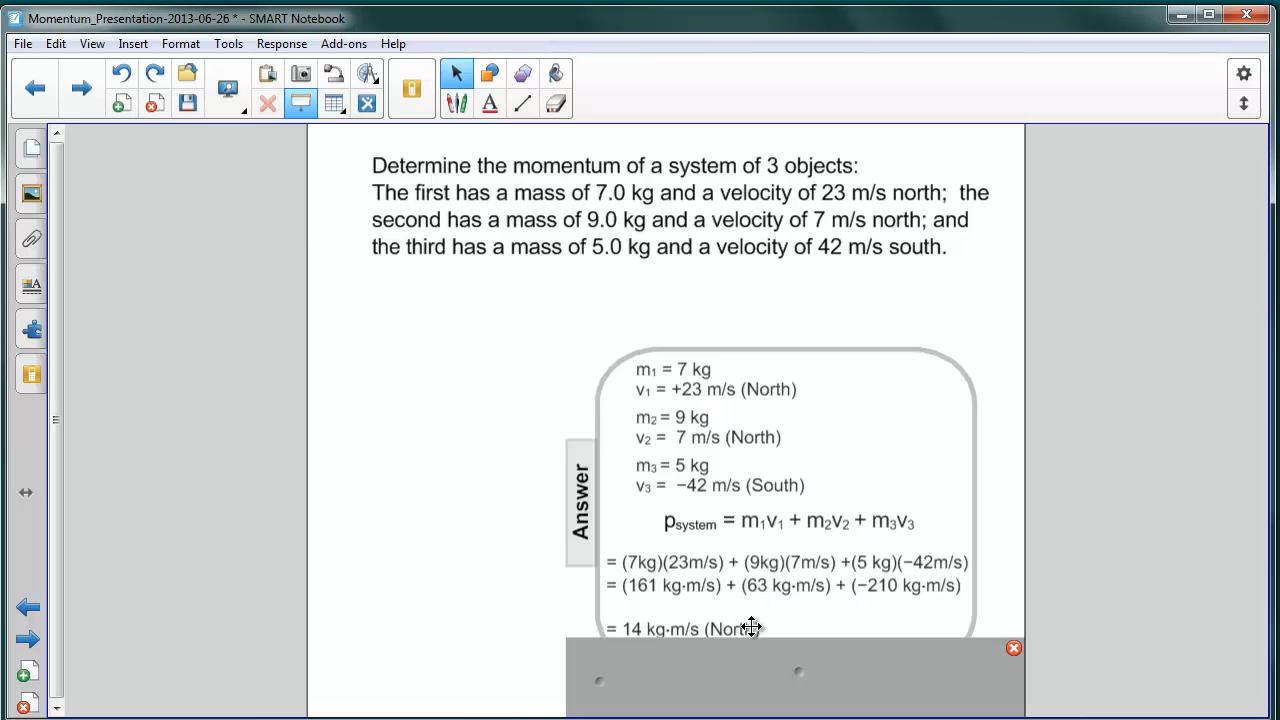 Momentum_Presentation-2013-06-26 * - SMART Notebook
File Edit View Insert Format Tools Response Add-ons Help
Determine the momentum of a system of 3 objects:
The first has a mass of 7.0 kg and a velocity of 23 m/s north;  the
second has a mass of 9.0 kg and a velocity of 7 m/s north; and
the third has a mass of 5.0 kg and a velocity of 42 m/s south.
Answer
m₁ = 7 kg
v₁ = +23 m/s (North)
m₂ = 9 kg
v₂ =  7 m/s (North)
m₃ = 5 kg
v₃ =  −42 m/s (South)
psystem = m₁v₁ + m₂v₂ + m₃v₃
= (7kg)(23m/s) + (9kg)(7m/s) +(5 kg)(−42m/s)
= (161 kg·m/s) + (63 kg·m/s) + (−210 kg·m/s)
= 14 kg·m/s (North)